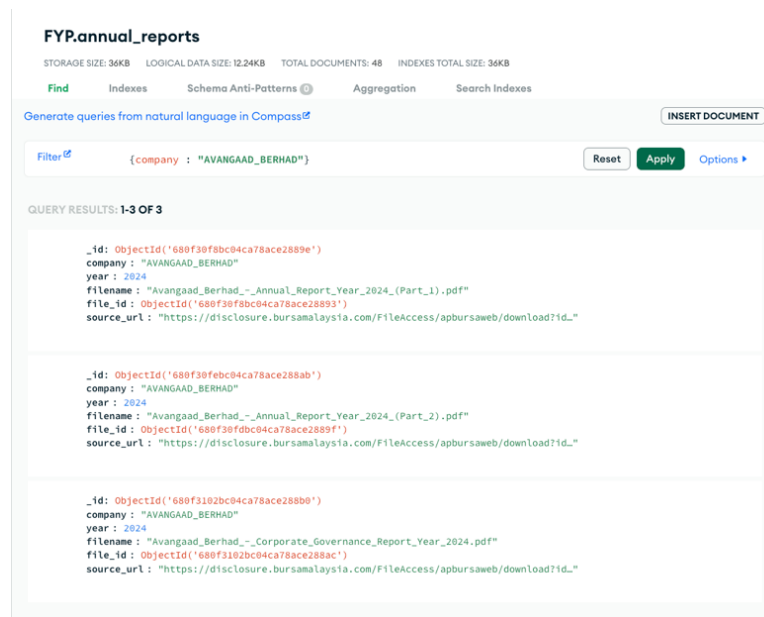 FYP.annual_reports
STORAGE SIZE: 36KB LOGICAL DATA SIZE: 12.24KB TOTAL DOCUMENTS: 48 INDEXES TOTAL SIZE: 36KB
Find Indexes Schema Anti-Patterns 0 Aggregation Search Indexes
Generate queries from natural language in Compass
INSERT DOCUMENT
Filter {company : "AVANGAAD_BERHAD"} Reset Apply Options
QUERY RESULTS: 1-3 OF 3
_id: ObjectId('680f30f8bc04ca78ace2889e')
company : "AVANGAAD_BERHAD"
year : 2024
filename : "Avangaad_Berhad_-_Annual_Report_Year_2024_(Part_1).pdf"
file_id : ObjectId('680f30f8bc04ca78ace28893')
source_url : "https://disclosure.bursamalaysia.com/FileAccess/apbursaweb/download?id…"
_id: ObjectId('680f30febc04ca78ace288ab')
company : "AVANGAAD_BERHAD"
year : 2024
filename : "Avangaad_Berhad_-_Annual_Report_Year_2024_(Part_2).pdf"
file_id : ObjectId('680f30fdbc04ca78ace2889f')
source_url : "https://disclosure.bursamalaysia.com/FileAccess/apbursaweb/download?id…"
_id: ObjectId('680f3102bc04ca78ace288b0')
company : "AVANGAAD_BERHAD"
year : 2024
filename : "Avangaad_Berhad_-_Corporate_Governance_Report_Year_2024.pdf"
file_id : ObjectId('680f3102bc04ca78ace288ac')
source_url : "https://disclosure.bursamalaysia.com/FileAccess/apbursaweb/download?id…"